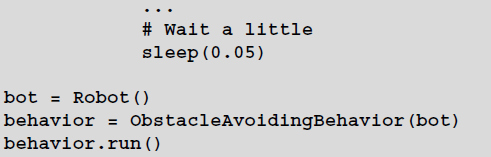 ...
# Wait a little
sleep(0.05)
bot = Robot()
behavior = ObstacleAvoidingBehavior(bot)
behavior.run()